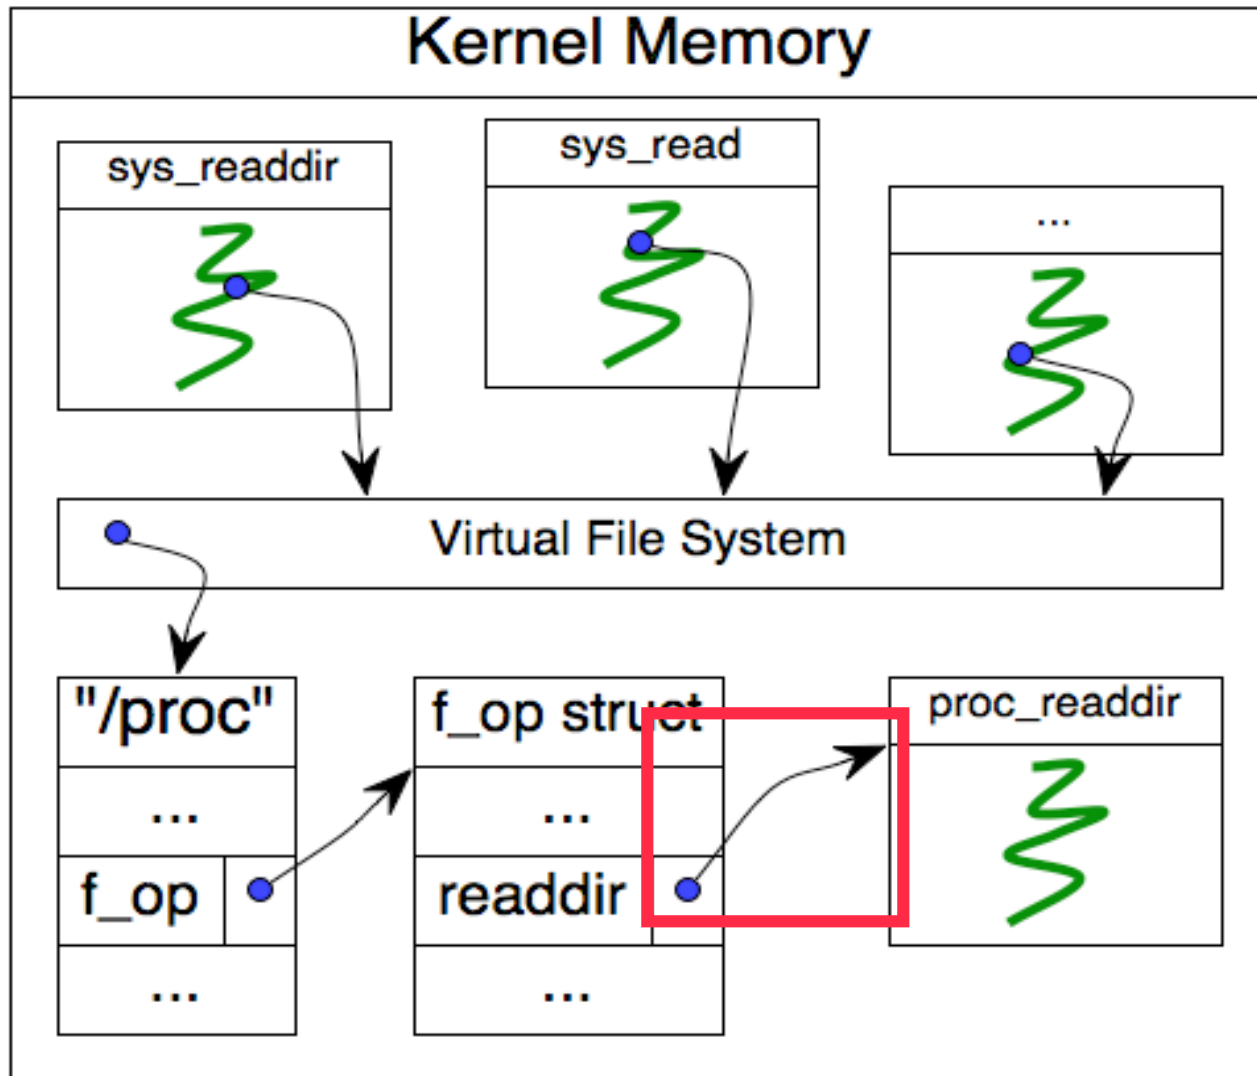 Kernel Memory
sys_readdir
sys_read
...
Virtual File System
"/proc"
...
f_op
...
f_op struct
...
readdir
...
proc_readdir